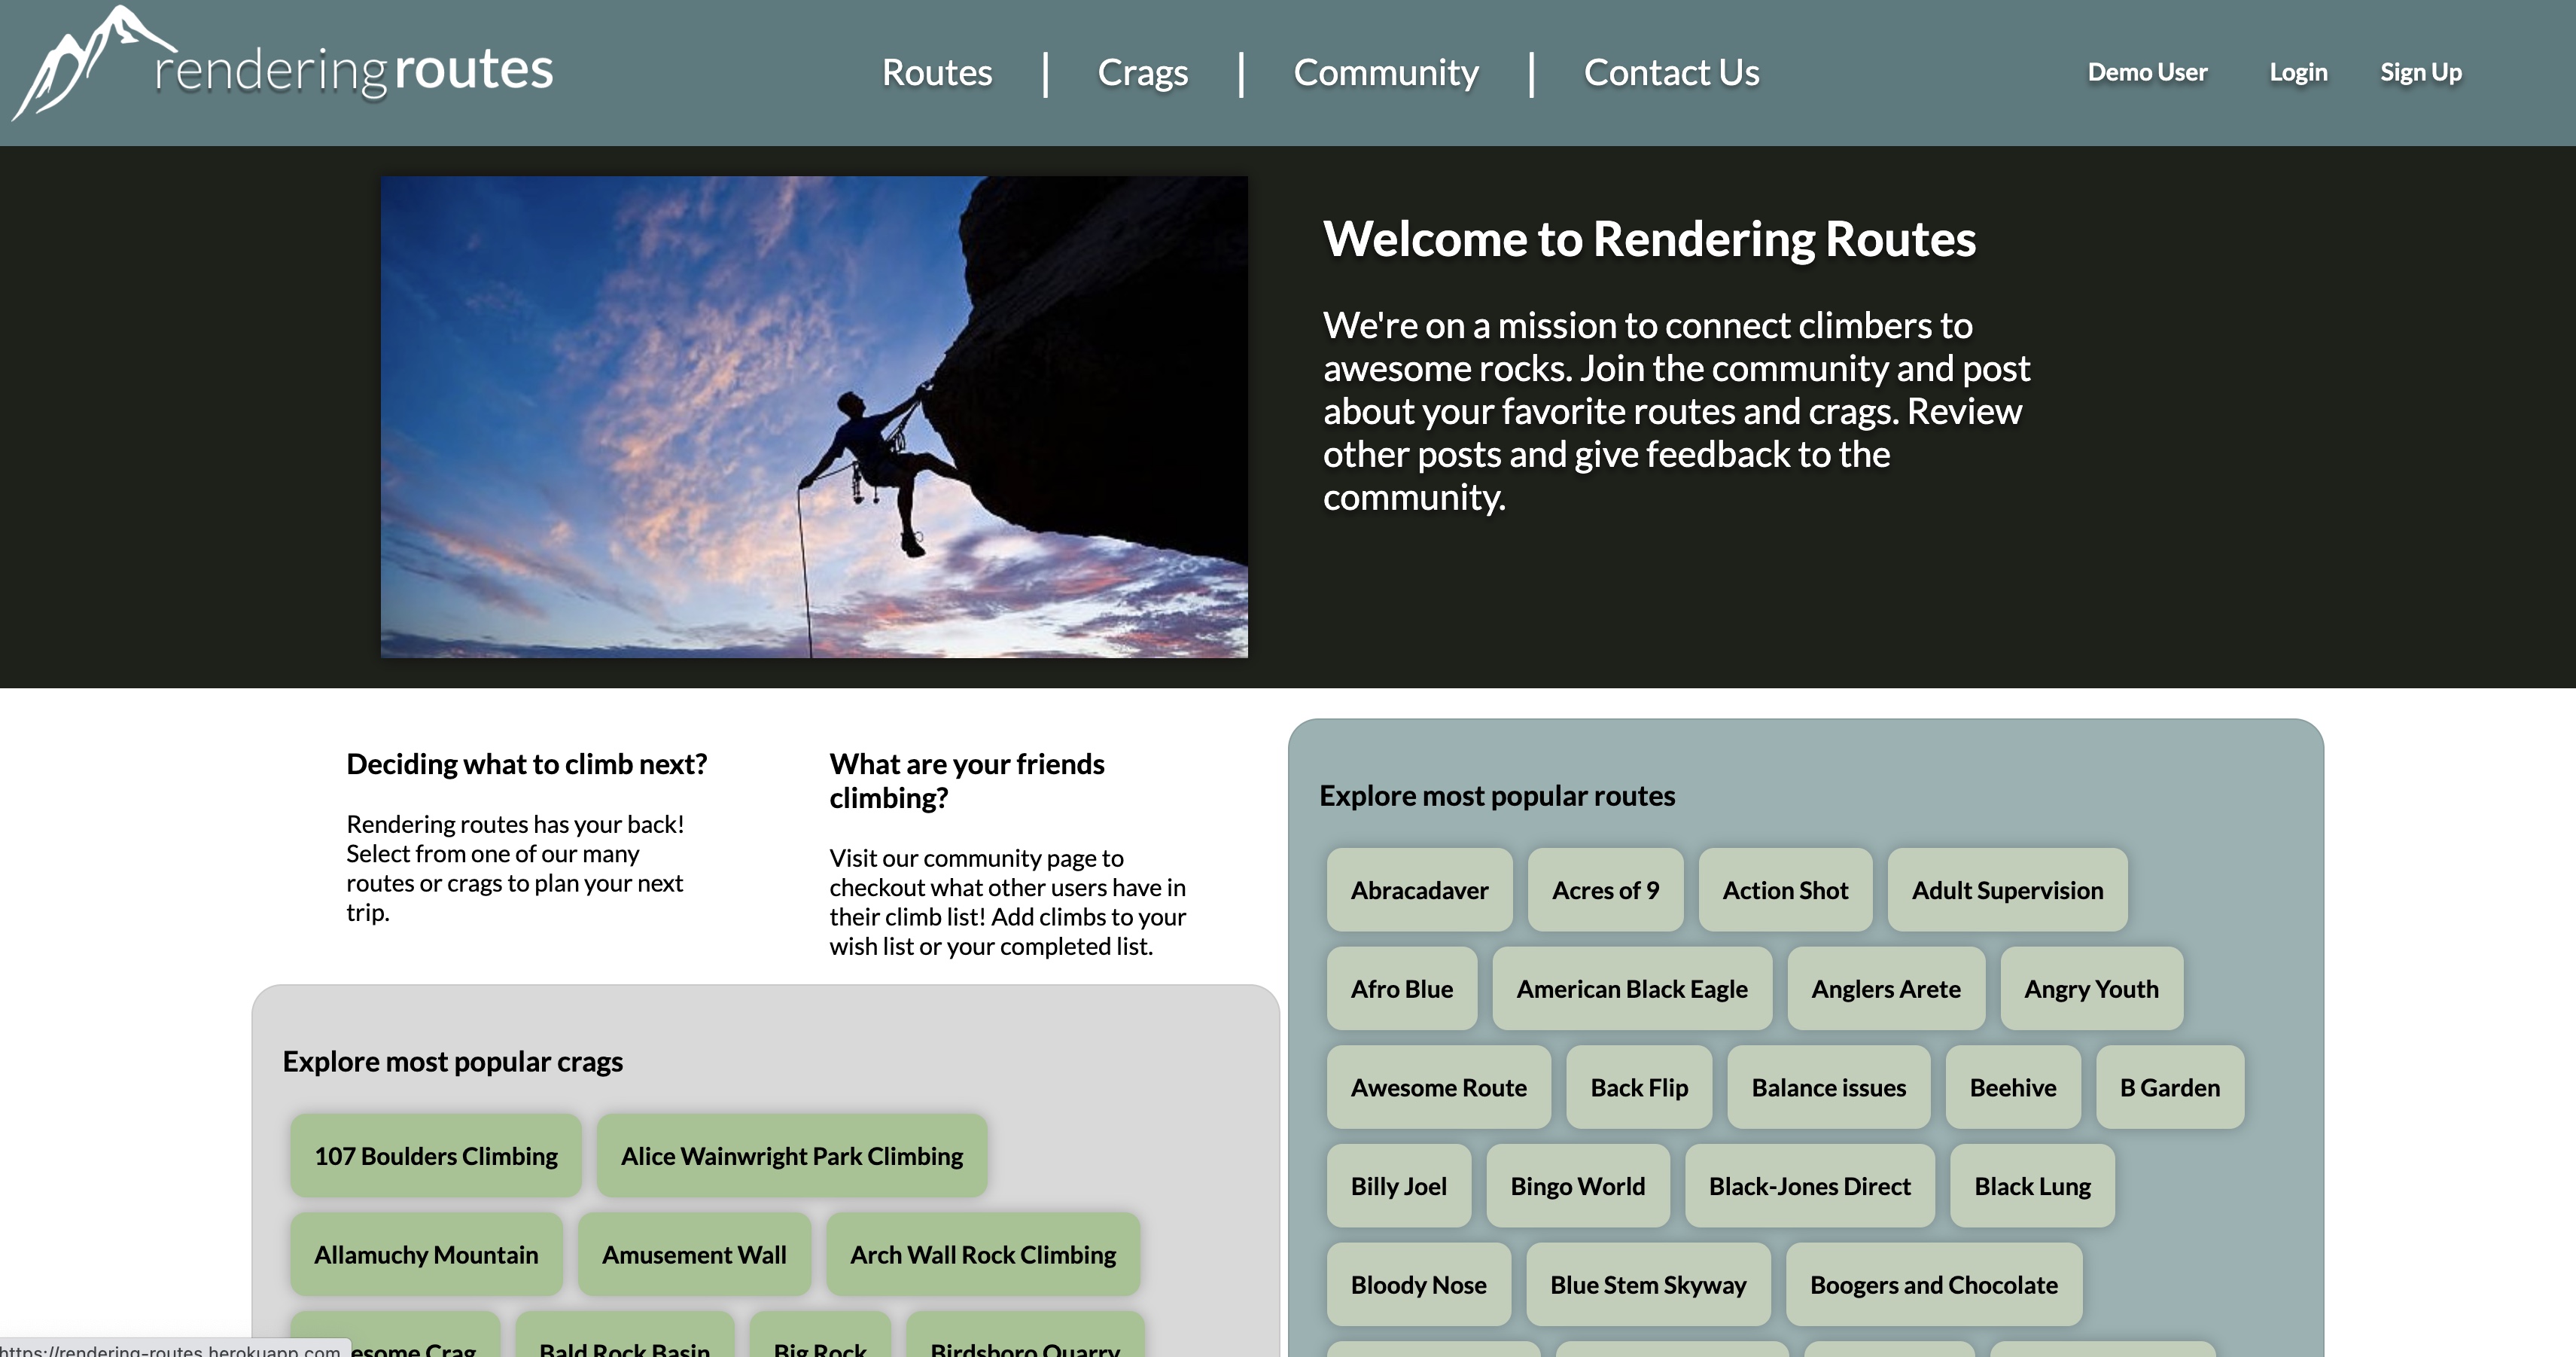 rendering routes
Routes | Crags | Community | Contact Us
Demo User Login Sign Up
Welcome to Rendering Routes
We're on a mission to connect climbers to
awesome rocks. Join the community and post
about your favorite routes and crags. Review
other posts and give feedback to the
community.
Deciding what to climb next?
Rendering routes has your back!
Select from one of our many
routes or crags to plan your next
trip.
What are your friends
climbing?
Visit our community page to
checkout what other users have in
their climb list! Add climbs to your
wish list or your completed list.
Explore most popular crags
107 Boulders Climbing Alice Wainwright Park Climbing
Allamuchy Mountain Amusement Wall Arch Wall Rock Climbing
esome Crag Bald Rock Basin Big Rock Birdsboro Quarry
Explore most popular routes
Abracadaver Acres of 9 Action Shot Adult Supervision
Afro Blue American Black Eagle Anglers Arete Angry Youth
Awesome Route Back Flip Balance issues Beehive B Garden
Billy Joel Bingo World Black-Jones Direct Black Lung
Bloody Nose Blue Stem Skyway Boogers and Chocolate
https://rendering-routes.herokuapp.com